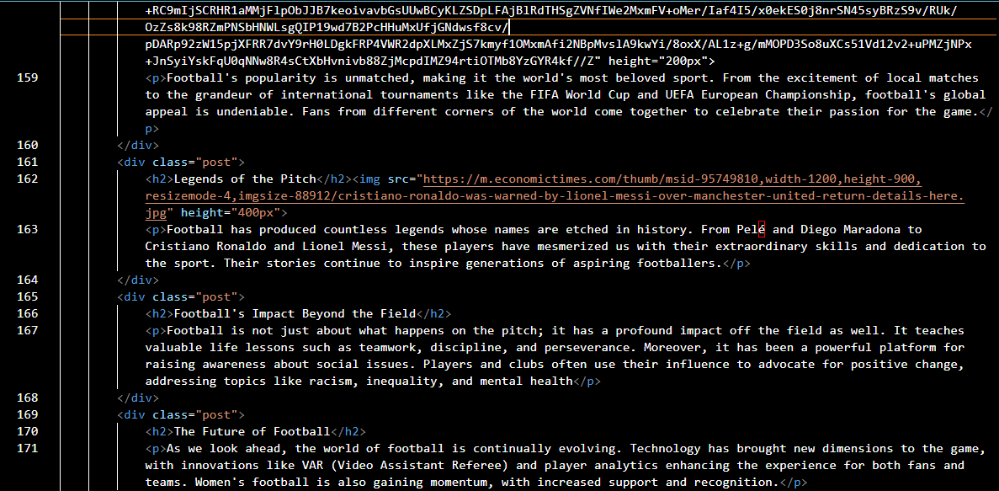 +RC9mIjSCRHR1aMMjFlpObJJB7keoivavbGsUUwBCyKLZSDpLFAjBlRdTHSgZVNfIWe2MxmFV+oMer/Iaf4I5/x0ekES0j8nrSN45syBRzS9v/RUk/
OzZs8k98RZmPNSbHNWLsgQIP19wd7B2PcHHuMxUfjGNdwsf8cv/
pDARp92zW15pjXFRR7dvY9rH0LDgkFRP4VWR2dpXLMxZjS7kmyf1OMxmAfi2NBpMvslA9kwYi/8oxX/AL1z+g/mMOPD3So8uXCs51Vd12v2+uPMZjNPx
+JnSyiYskFqU0qNNw8R4sCtXbHvnivb88ZjMcpdIMZ94rtiOTMb8YzGYR4kf//Z" height="200px">
159 <p>Football's popularity is unmatched, making it the world's most beloved sport. From the excitement of local matches
to the grandeur of international tournaments like the FIFA World Cup and UEFA European Championship, football's global
appeal is undeniable. Fans from different corners of the world come together to celebrate their passion for the game.</
p>
160 </div>
161 <div class="post">
162 <h2>Legends of the Pitch</h2><img src="https://m.economictimes.com/thumb/msid-95749810,width-1200,height-900,
resizemode-4,imgsize-88912/cristiano-ronaldo-was-warned-by-lionel-messi-over-manchester-united-return-details-here.
jpg" height="400px">
163 <p>Football has produced countless legends whose names are etched in history. From Pelé and Diego Maradona to
Cristiano Ronaldo and Lionel Messi, these players have mesmerized us with their extraordinary skills and dedication to
the sport. Their stories continue to inspire generations of aspiring footballers.</p>
164 </div>
165 <div class="post">
166 <h2>Football's Impact Beyond the Field</h2>
167 <p>Football is not just about what happens on the pitch; it has a profound impact off the field as well. It teaches
valuable life lessons such as teamwork, discipline, and perseverance. Moreover, it has been a powerful platform for
raising awareness about social issues. Players and clubs often use their influence to advocate for positive change,
addressing topics like racism, inequality, and mental health</p>
168 </div>
169 <div class="post">
170 <h2>The Future of Football</h2>
171 <p>As we look ahead, the world of football is continually evolving. Technology has brought new dimensions to the game,
with innovations like VAR (Video Assistant Referee) and player analytics enhancing the experience for both fans and
teams. Women's football is also gaining momentum, with increased support and recognition.</p>